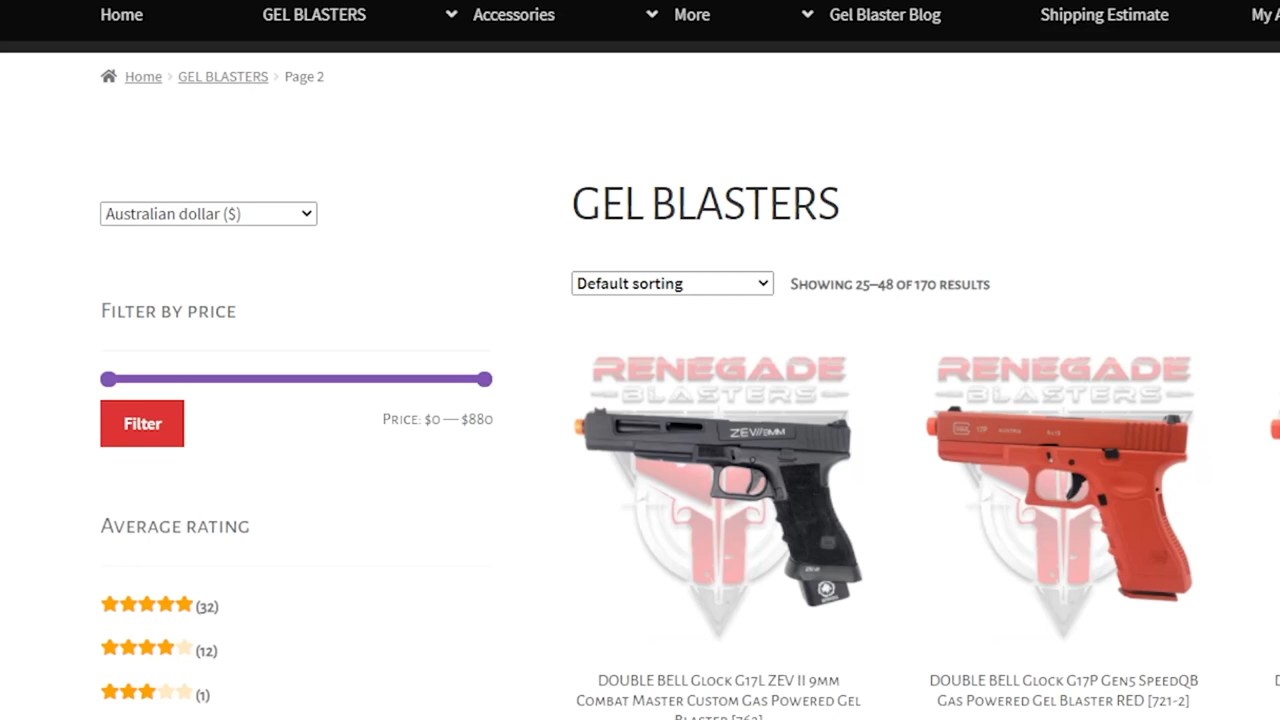 Home GEL BLASTERS Accessories More Gel Blaster Blog Shipping Estimate My
Home GEL BLASTERS Page 2
Australian dollar ($)
GEL BLASTERS
Default sorting SHOWING 25–48 OF 170 RESULTS
FILTER BY PRICE
Filter PRICE: $0 — $880
AVERAGE RATING
(32)
(12)
(1)
RENEGADE
BLASTERS
ZEV//9MM
RENEGADE
BLASTERS
AUSTRIA
DOUBLE BELL GLOCK G17L ZEV II 9MM
COMBAT MASTER CUSTOM GAS POWERED GEL
BLASTER [762]
DOUBLE BELL GLOCK G17P GEN5 SPEEDQB
GAS POWERED GEL BLASTER RED [721-2]